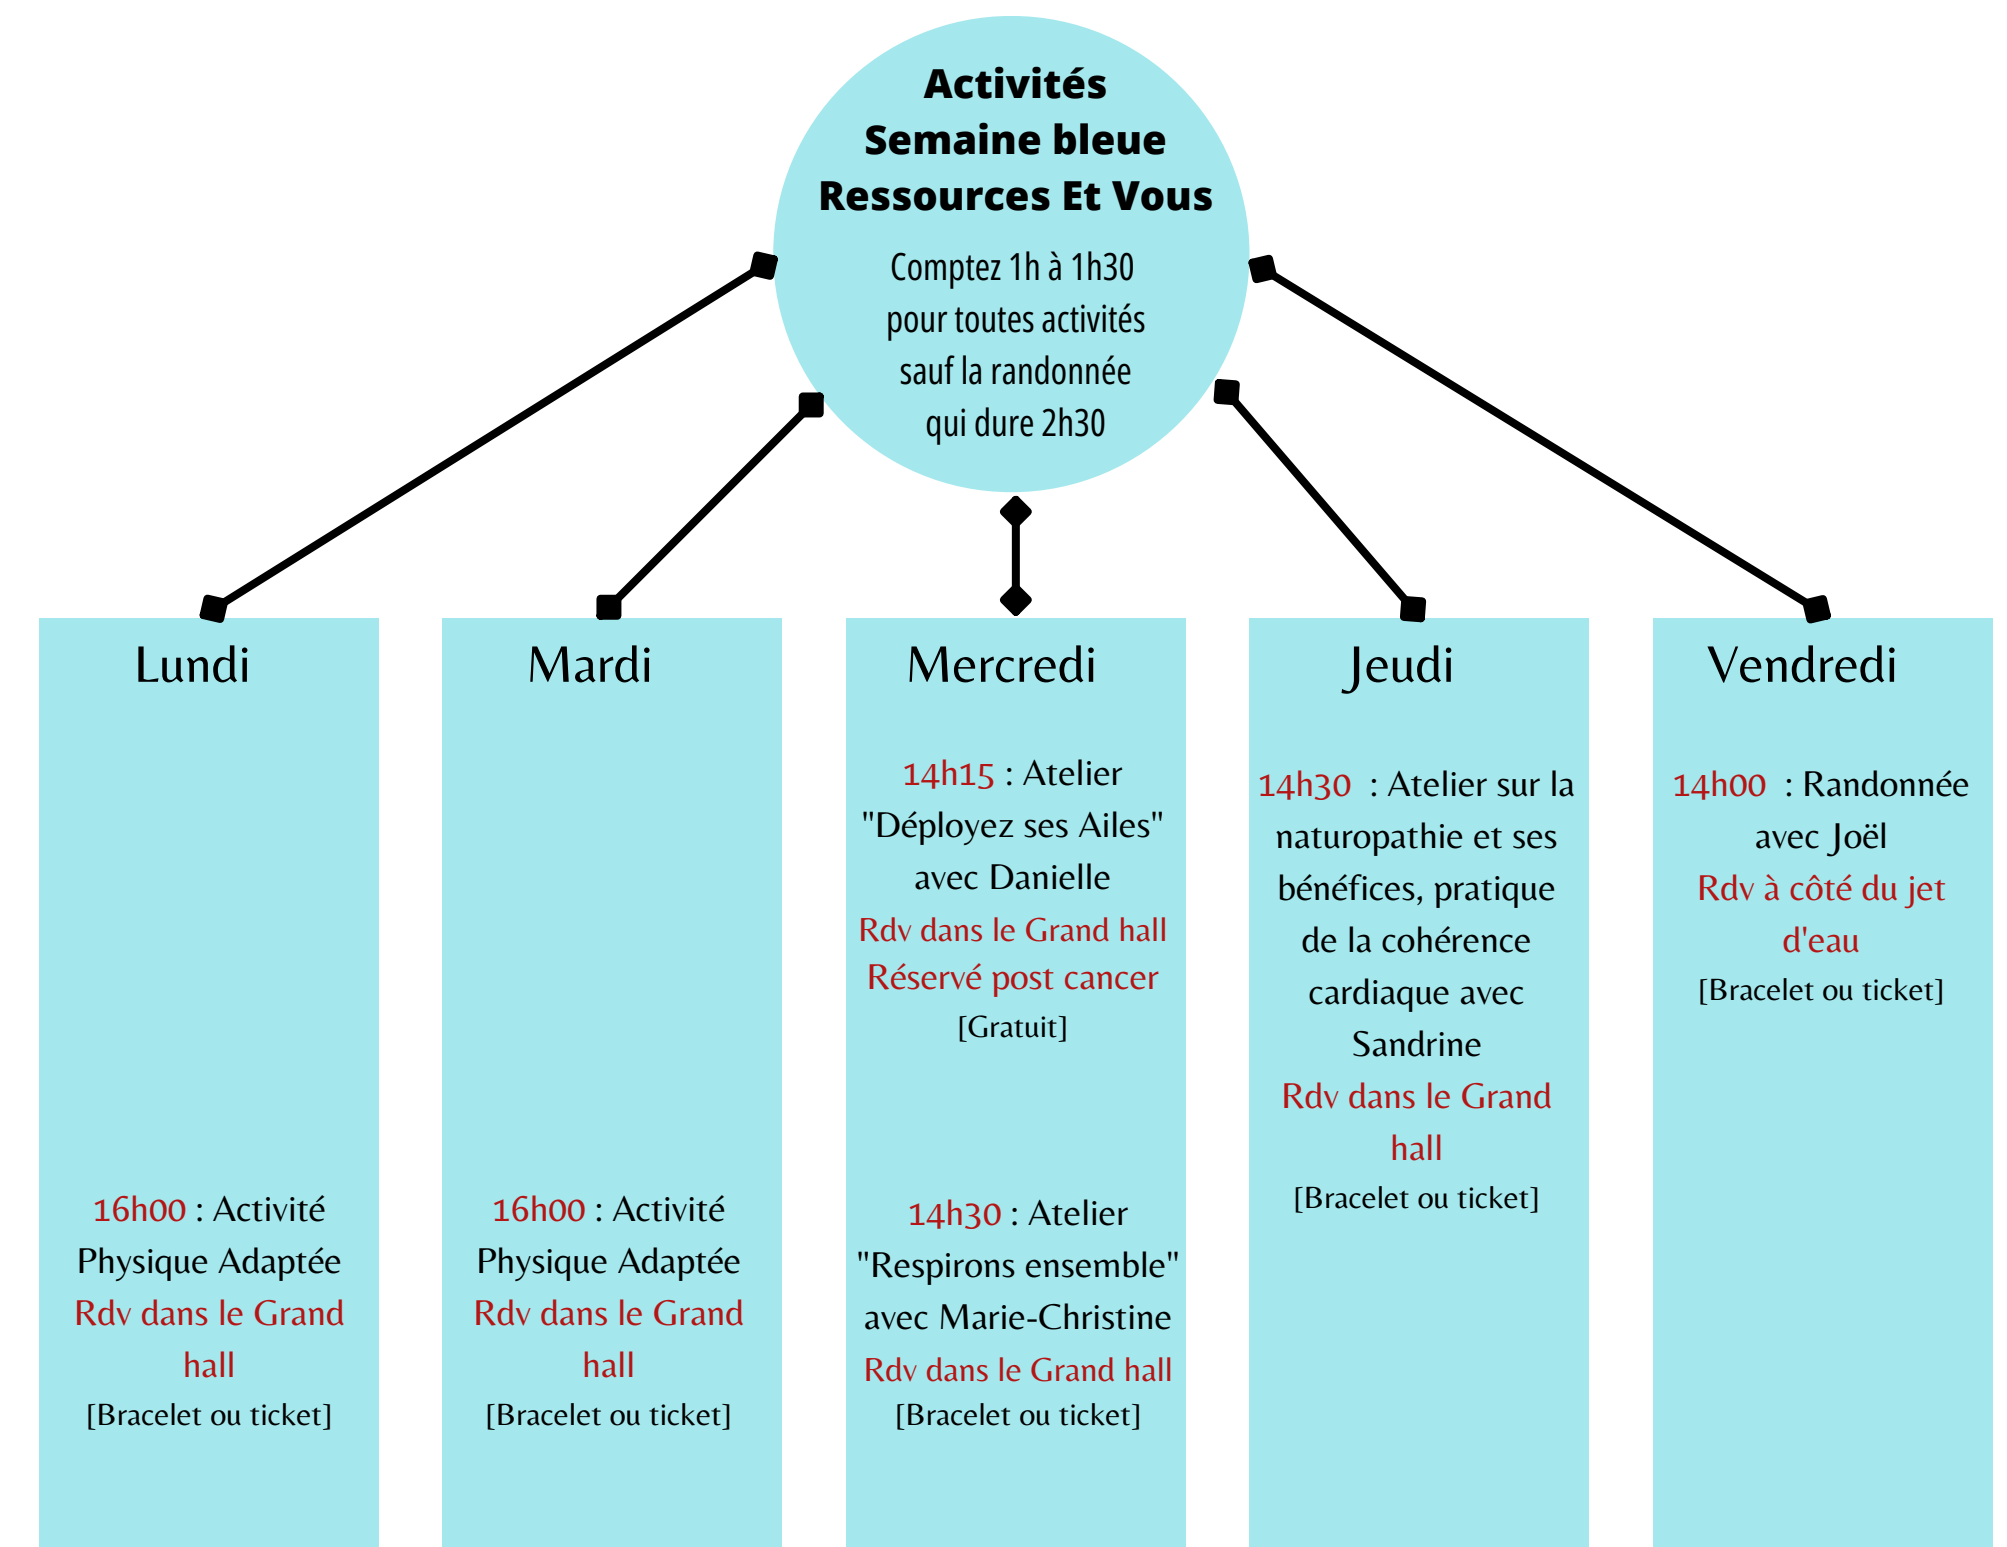 Activités
Semaine bleue
Ressources Et Vous
Comptez 1h à 1h30
pour toutes activités
sauf la randonnée
qui dure 2h30
Lundi
16h00 : Activité
Physique Adaptée
Rdv dans le Grand
hall
[Bracelet ou ticket]
Mardi
16h00 : Activité
Physique Adaptée
Rdv dans le Grand
hall
[Bracelet ou ticket]
Mercredi
14h15 : Atelier
"Déployez ses Ailes"
avec Danielle
Rdv dans le Grand hall
Réservé post cancer
[Gratuit]
14h30 : Atelier
"Respirons ensemble"
avec Marie-Christine
Rdv dans le Grand hall
[Bracelet ou ticket]
Jeudi
14h30 : Atelier sur la
naturopathie et ses
bénéfices, pratique
de la cohérence
cardiaque avec
Sandrine
Rdv dans le Grand
hall
[Bracelet ou ticket]
Vendredi
14h00 : Randonnée
avec Joël
Rdv à côté du jet
d'eau
[Bracelet ou ticket]